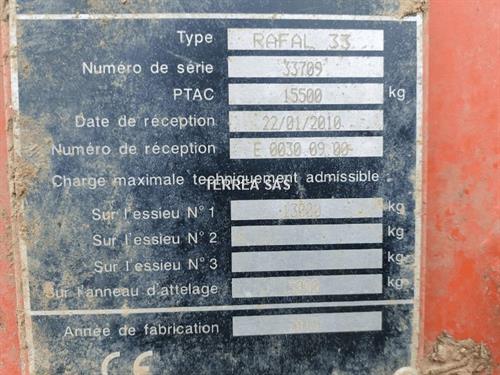 Type RAFAL 33
Numéro de série 33709
PTAC 15500 kg
Date de réception 22/01/2010
Numéro de réception E 0030 09 00
Charge maximale techniquement admissible
TERREA SAS
Sur l'essieu N° 1 kg
Sur l'essieu N° 2 kg
Sur l'essieu N° 3 kg
Sur l'anneau d'attelage kg
Année de fabrication
CE